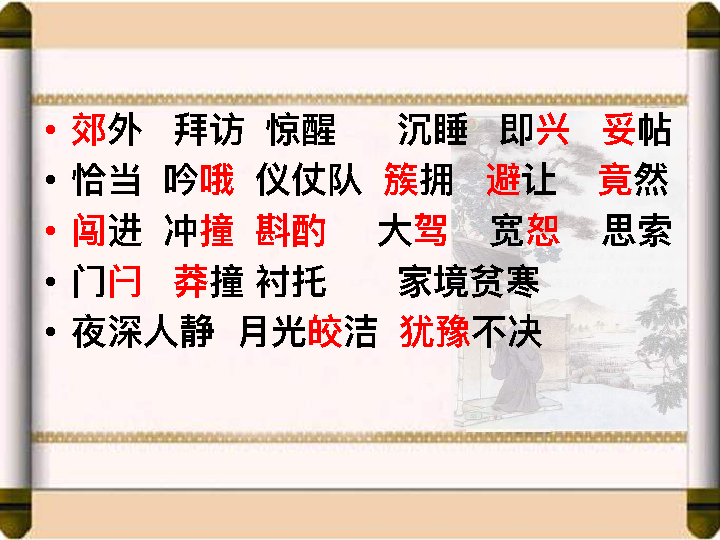 • 郊外 拜访 惊醒 沉睡 即兴 妥帖
• 恰当 吟哦 仪仗队 簇拥 避让 竟然
• 闯进 冲撞 斟酌 大驾 宽恕 思索
• 门闩 莽撞 衬托 家境贫寒
• 夜深人静 月光皎洁 犹豫不决